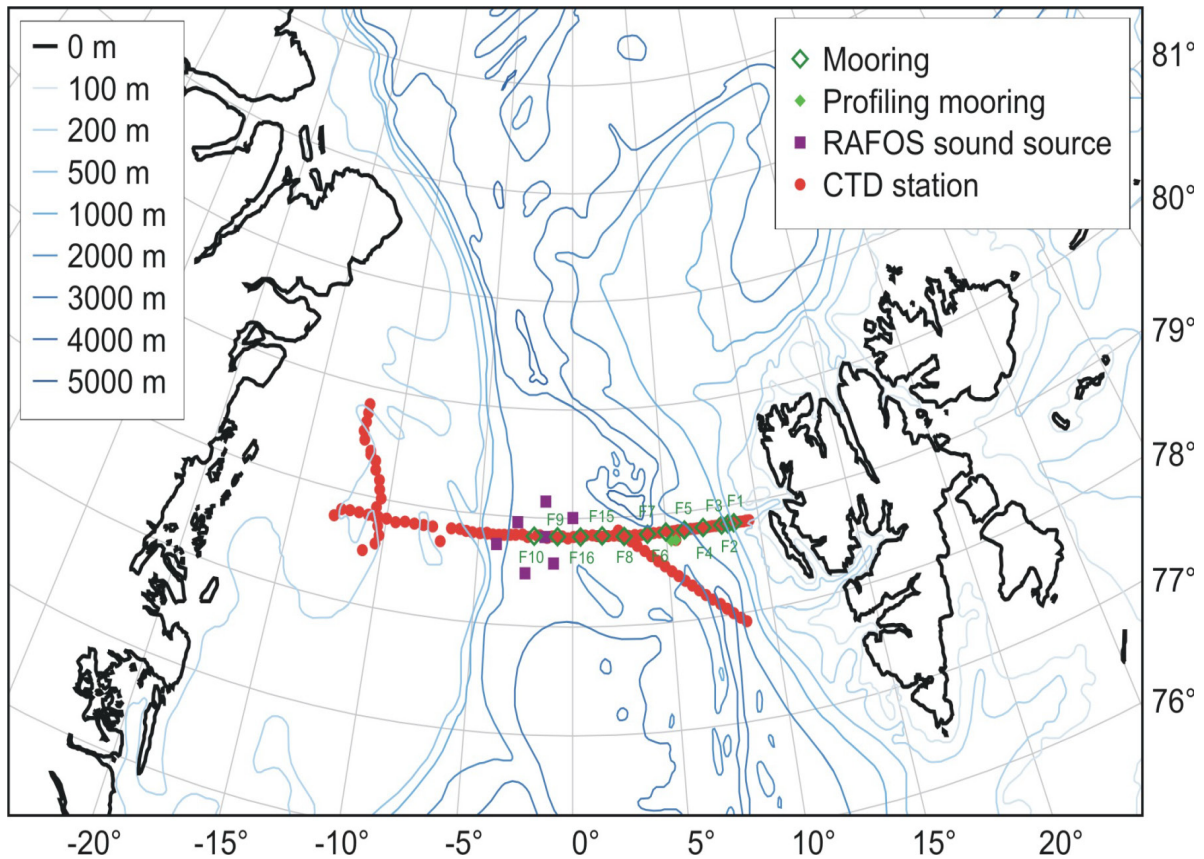 0 m
100 m
200 m
500 m
1000 m
2000 m
3000 m
4000 m
5000 m
Mooring
Profiling mooring
RAFOS sound source
CTD station
81°
80°
79°
78°
77°
76°
F9 F15 F7 F5 F3 F1
F10 F16 F8 F6 F4 F2
-20° -15° -10° -5° 0° 5° 10° 15° 20°